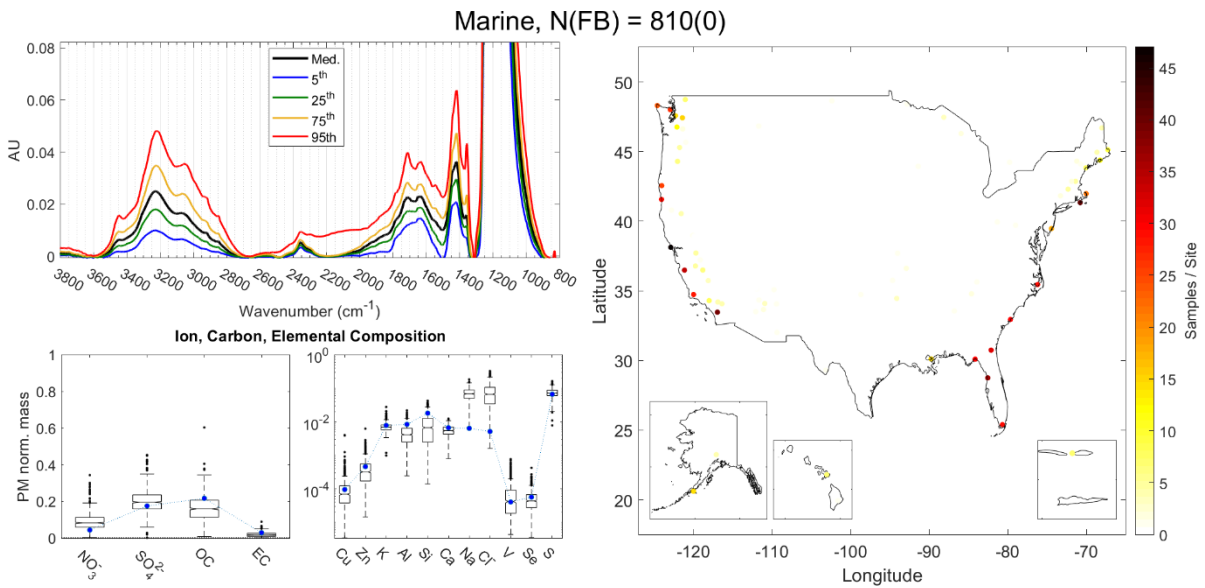 Marine, N(FB) = 810(0)
0.08
0.06
0.04
0.02
0
AU
Med.
5th
25th
75th
95th
3800
3600
3400
3200
3000
2800
2600
2400
2200
2000
1800
1600
1400
1200
1000
800
Wavenumber (cm-1)
Ion, Carbon, Elemental Composition
PM norm. mass
1
0.8
0.6
0.4
0.2
0
NO3-
SO42-
OC
EC
100
10-2
10-4
Cu
Zn
K
Al
Si
Ca
Na
Cl-
V
Se
S
Latitude
50
45
40
35
30
25
20
-120
-110
-100
-90
-80
-70
Longitude
45
40
35
30
25
20
15
10
5
0
Samples / Site